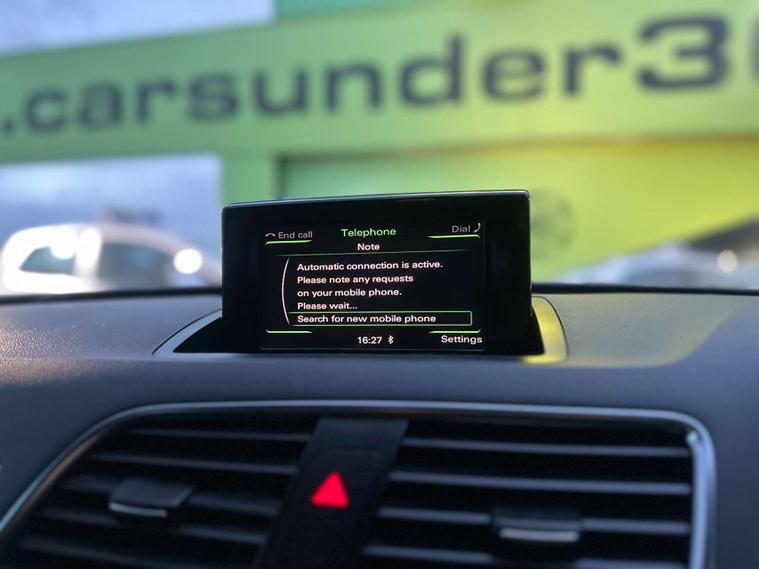 .carsunder3
End call
Telephone
Dial
Note
Automatic connection is active.
Please note any requests
on your mobile phone.
Please wait...
Search for new mobile phone
16:27
Settings